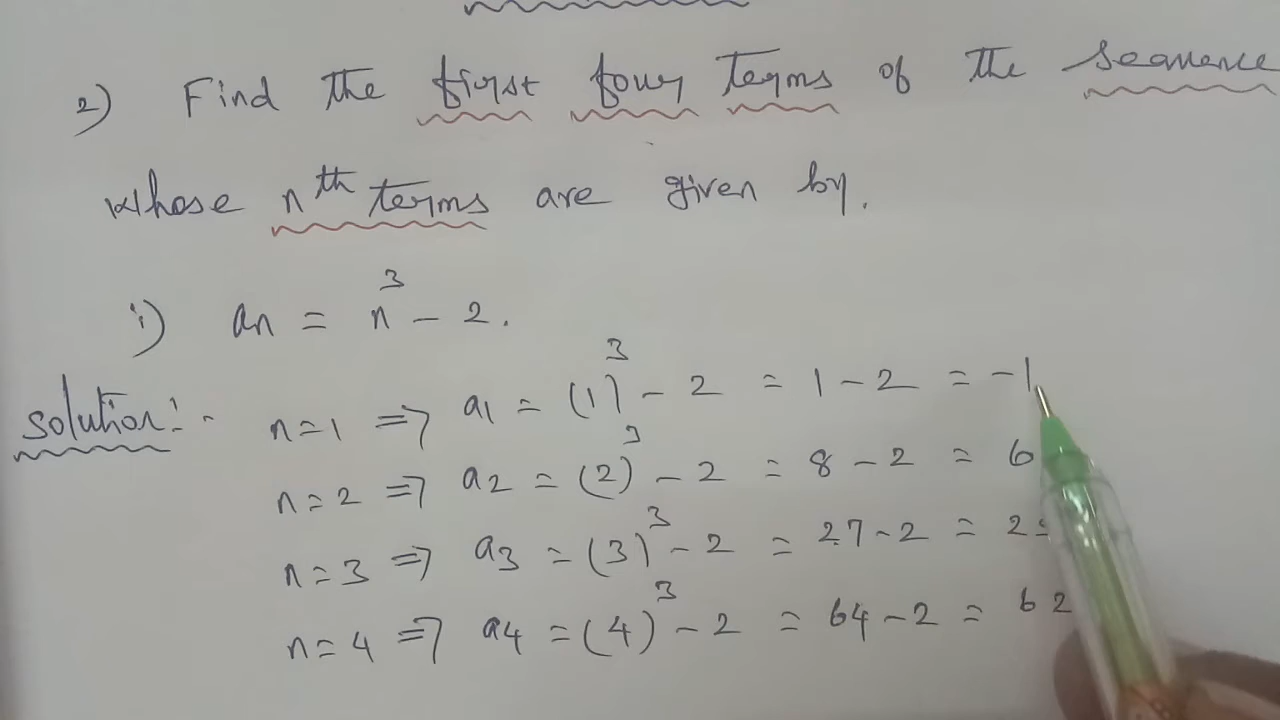 2) Find the first four terms of the sequence
whose nth terms are given by.
i) an = n³ - 2.
solution:-
n=1 => a1 = (1)³ - 2 = 1 - 2 = -1
n=2 => a2 = (2)³ - 2 = 8 - 2 = 6
n=3 => a3 = (3)³ - 2 = 27 - 2 = 25
n=4 => a4 = (4)³ - 2 = 64 - 2 = 62